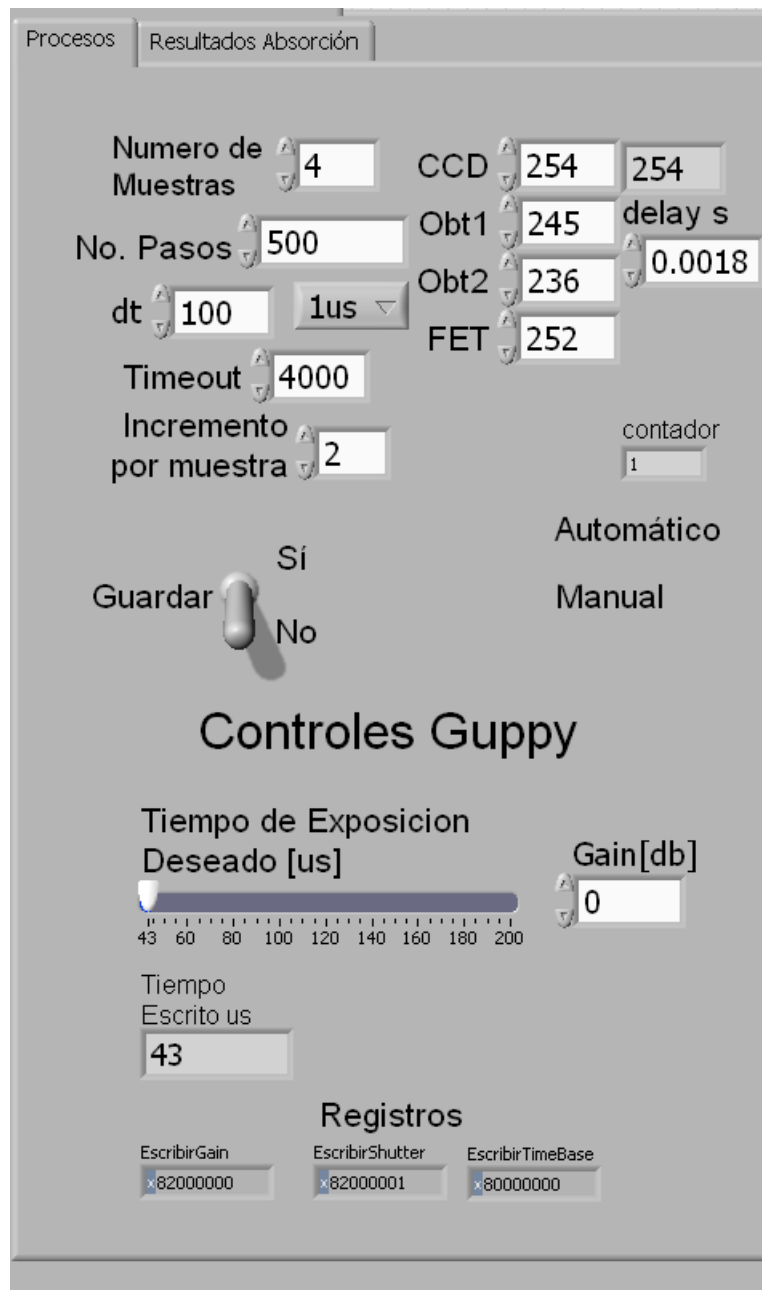 Procesos
Resultados Absorción
Numero de
Muestras
4
CCD
254
254
No. Pasos
500
Obt1
245
delay s
0.0018
dt
100
1us
Obt2
236
FET
252
Timeout
4000
Incremento
por muestra
2
contador
1
Automático
Sí
Guardar
Manual
No
Controles Guppy
Tiempo de Exposicion
Deseado [us]
Gain[db]
0
43 60 80 100 120 140 160 180 200
Tiempo
Escrito us
43
Registros
EscribirGain
EscribirShutter
EscribirTimeBase
x82000000
x82000001
x80000000